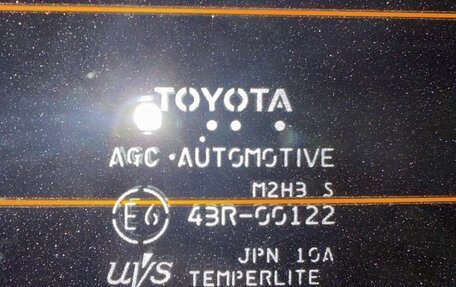 TOYOTA
AGC AUTOMOTIVE
M2H3 S
E6 43R-00122
JPN 10A
UVS TEMPERLITE